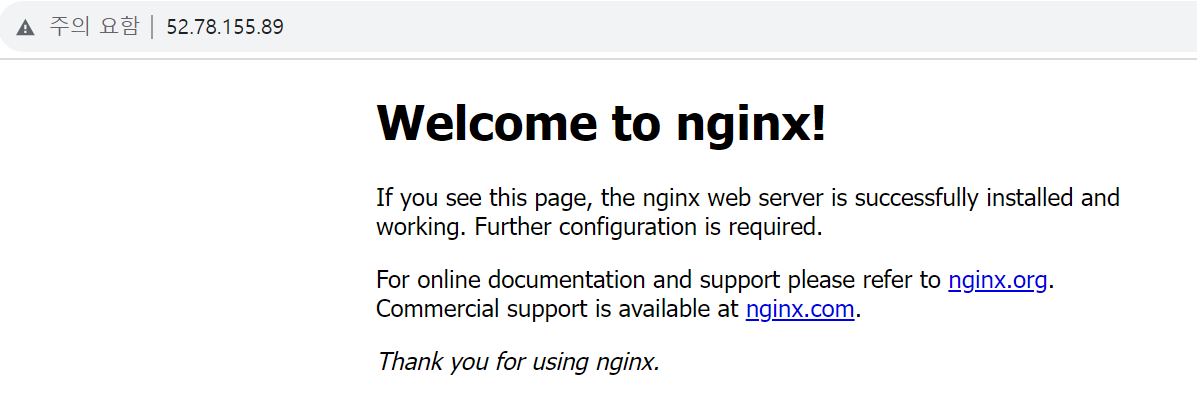 주의 요함 | 52.78.155.89
Welcome to nginx!
If you see this page, the nginx web server is successfully installed and
working. Further configuration is required.
For online documentation and support please refer to nginx.org.
Commercial support is available at nginx.com.
Thank you for using nginx.